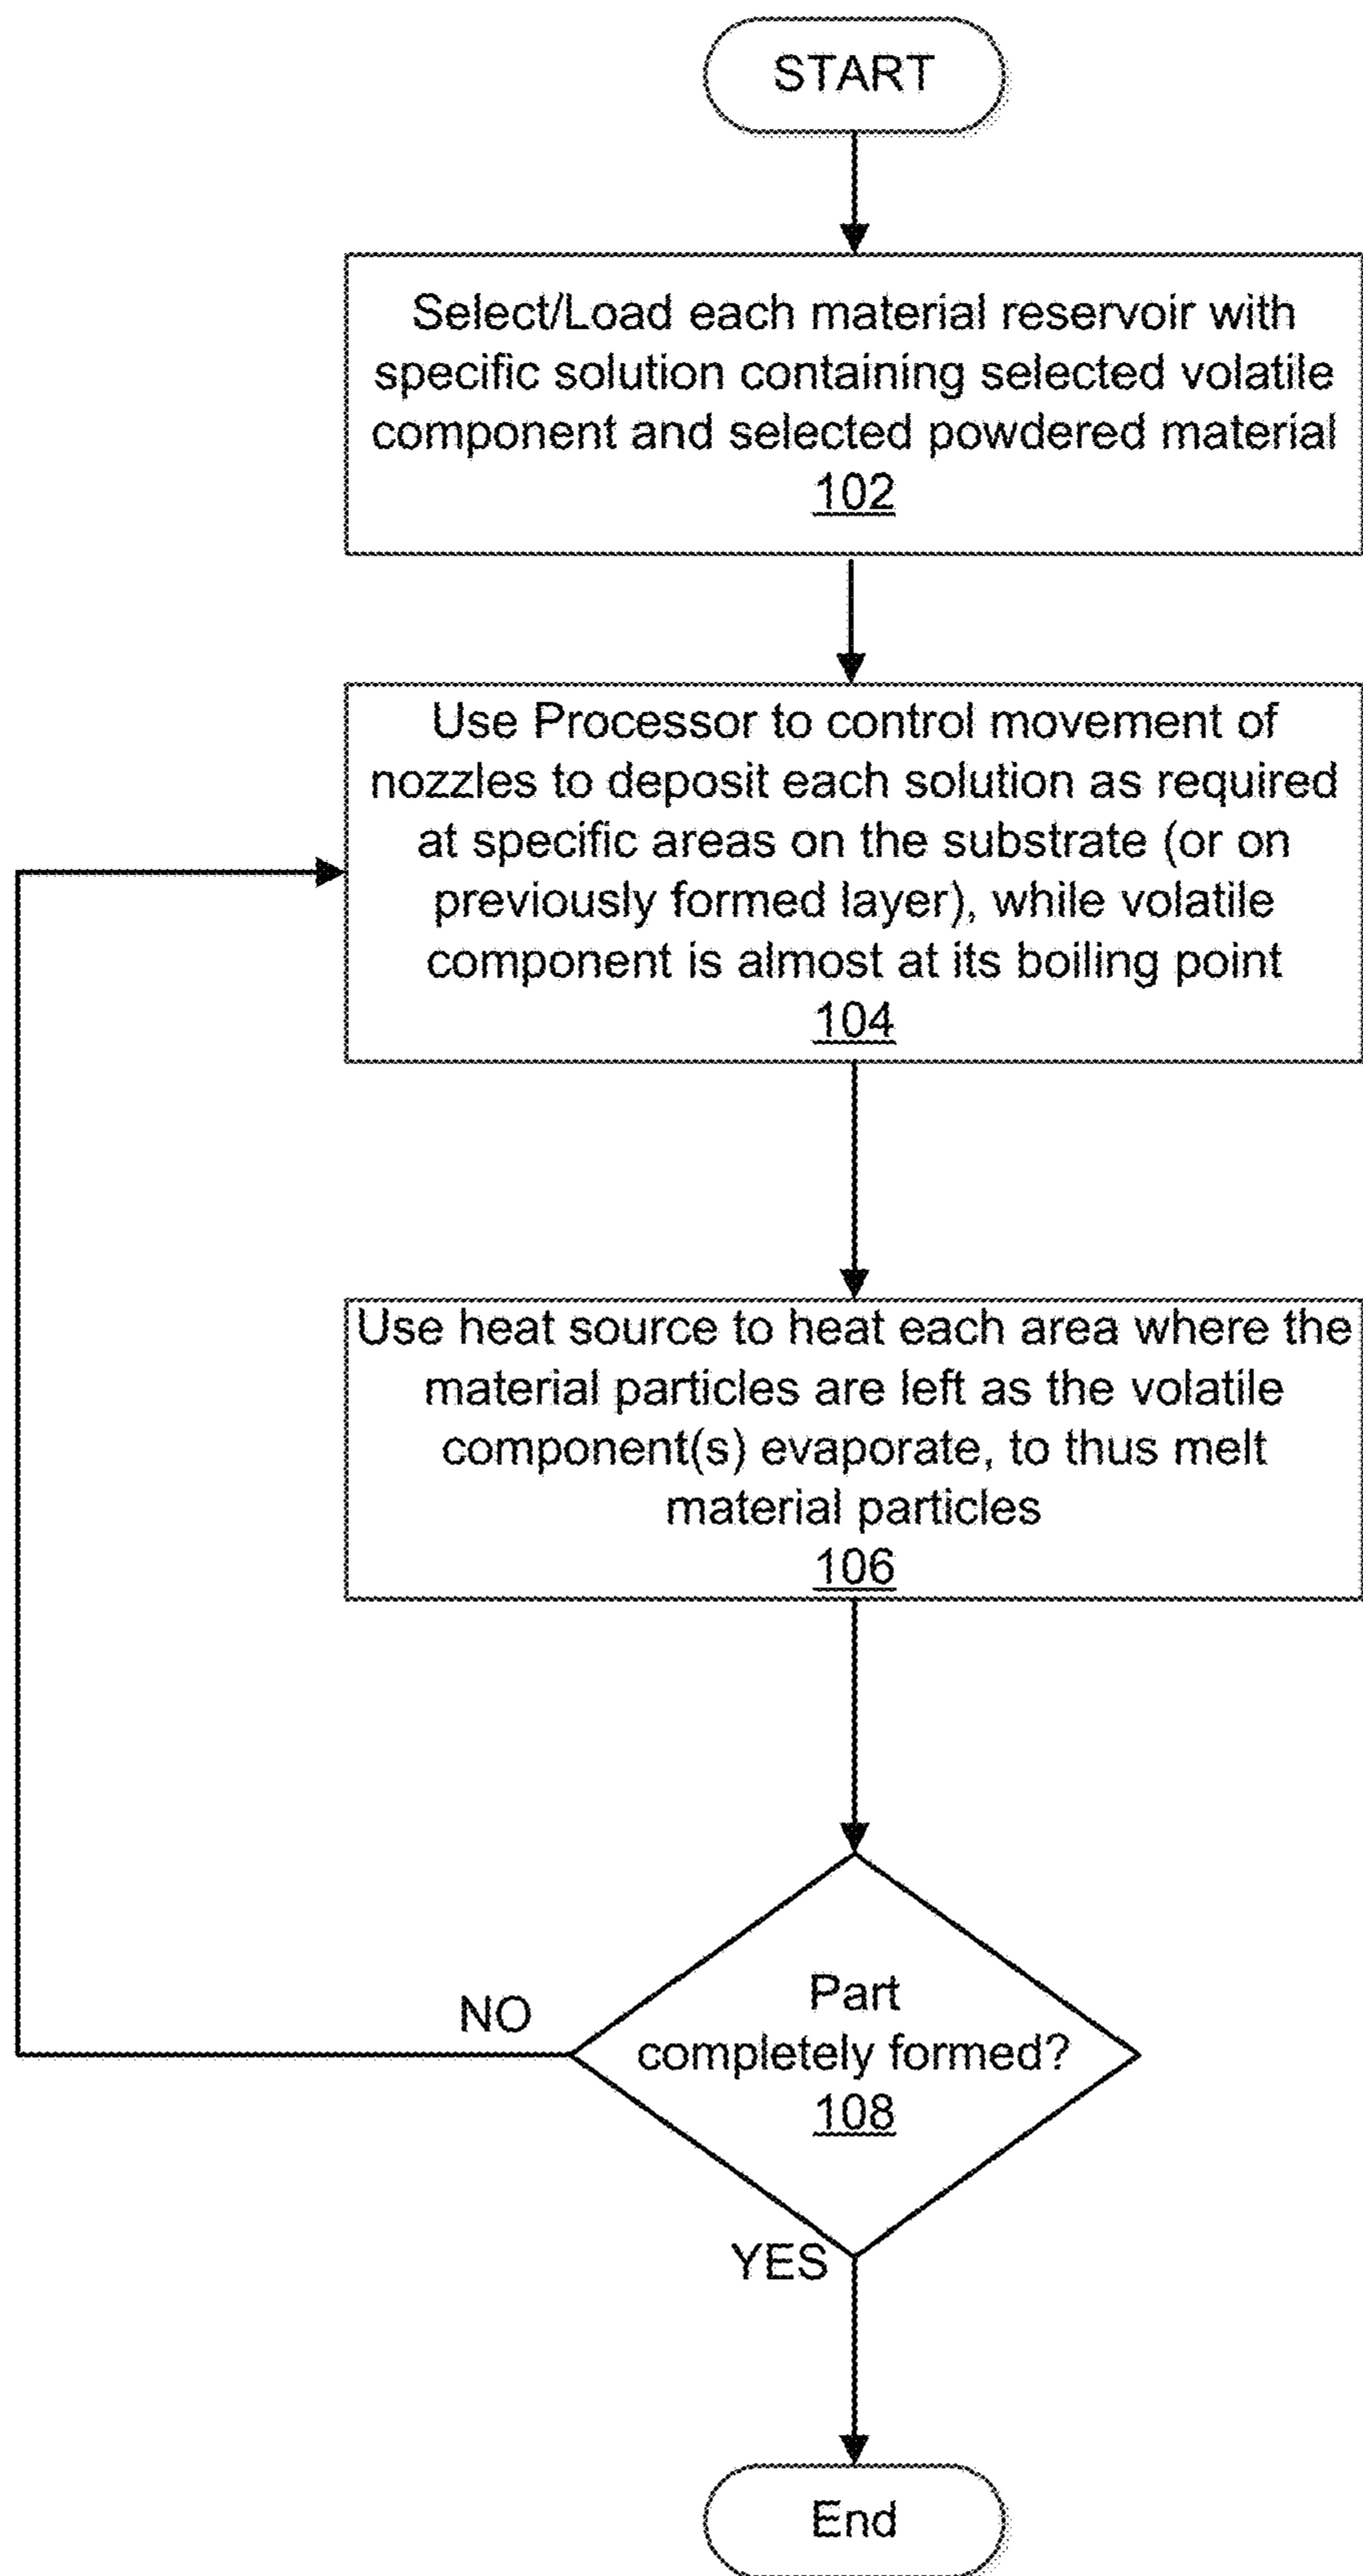 START
Select/Load each material reservoir with
specific solution containing selected volatile
component and selected powdered material
102
Use Processor to control movement of
nozzles to deposit each solution as required
at specific areas on the substrate (or on
previously formed layer), while volatile
component is almost at its boiling point
104
Use heat source to heat each area where the
material particles are left as the volatile
component(s) evaporate, to thus melt
material particles
106
Part
completely formed?
108
NO
YES
End